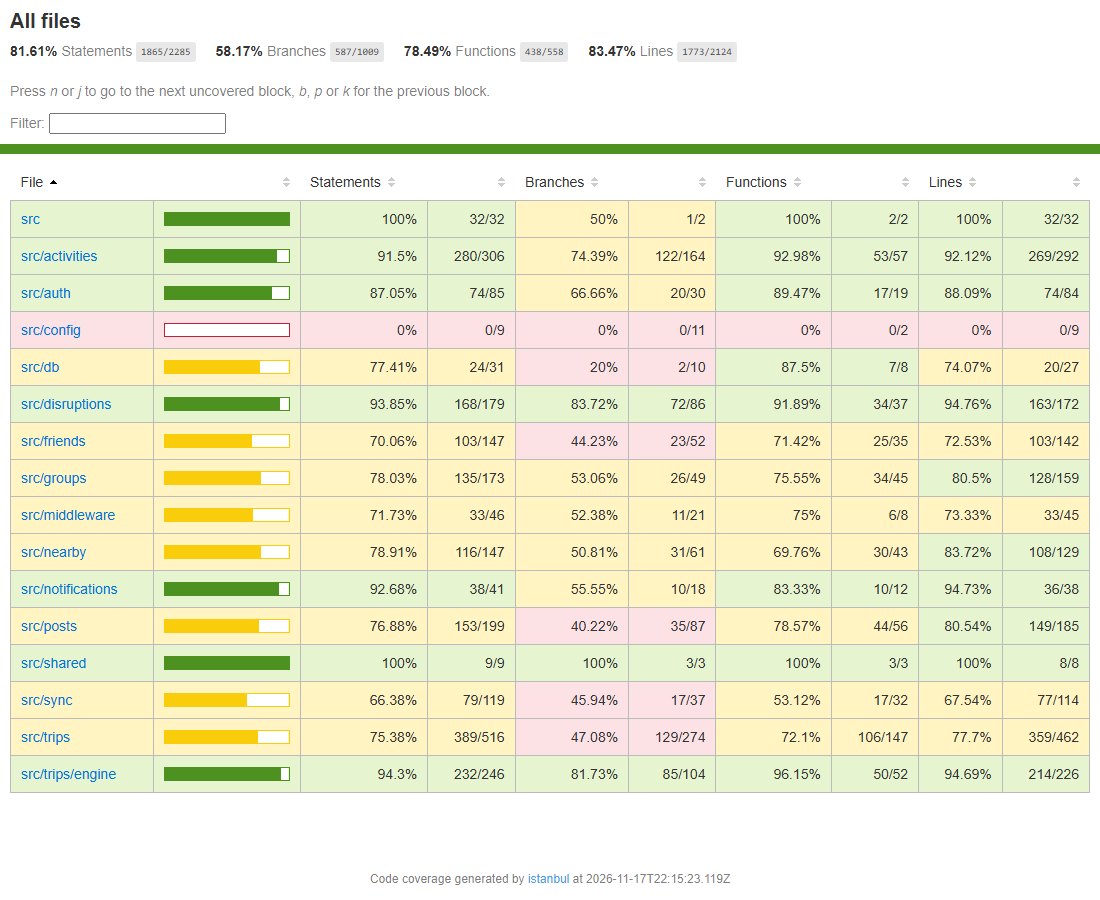 All files
81.61% Statements 1865/2285 58.17% Branches 587/1009 78.49% Functions 438/558 83.47% Lines 1773/2124
Press n or j to go to the next uncovered block, b, p or k for the previous block.
Filter:
File Statements Branches Functions Lines
src 100% 32/32 50% 1/2 100% 2/2 100% 32/32
src/activities 91.5% 280/306 74.39% 122/164 92.98% 53/57 92.12% 269/292
src/auth 87.05% 74/85 66.66% 20/30 89.47% 17/19 88.09% 74/84
src/config 0% 0/9 0% 0/11 0% 0/2 0% 0/9
src/db 77.41% 24/31 20% 2/10 87.5% 7/8 74.07% 20/27
src/disruptions 93.85% 168/179 83.72% 72/86 91.89% 34/37 94.76% 163/172
src/friends 70.06% 103/147 44.23% 23/52 71.42% 25/35 72.53% 103/142
src/groups 78.03% 135/173 53.06% 26/49 75.55% 34/45 80.5% 128/159
src/middleware 71.73% 33/46 52.38% 11/21 75% 6/8 73.33% 33/45
src/nearby 78.91% 116/147 50.81% 31/61 69.76% 30/43 83.72% 108/129
src/notifications 92.68% 38/41 55.55% 10/18 83.33% 10/12 94.73% 36/38
src/posts 76.88% 153/199 40.22% 35/87 78.57% 44/56 80.54% 149/185
src/shared 100% 9/9 100% 3/3 100% 3/3 100% 8/8
src/sync 66.38% 79/119 45.94% 17/37 53.12% 17/32 67.54% 77/114
src/trips 75.38% 389/516 47.08% 129/274 72.1% 106/147 77.7% 359/462
src/trips/engine 94.3% 232/246 81.73% 85/104 96.15% 50/52 94.69% 214/226
Code coverage generated by istanbul at 2026-11-17T22:15:23.119Z